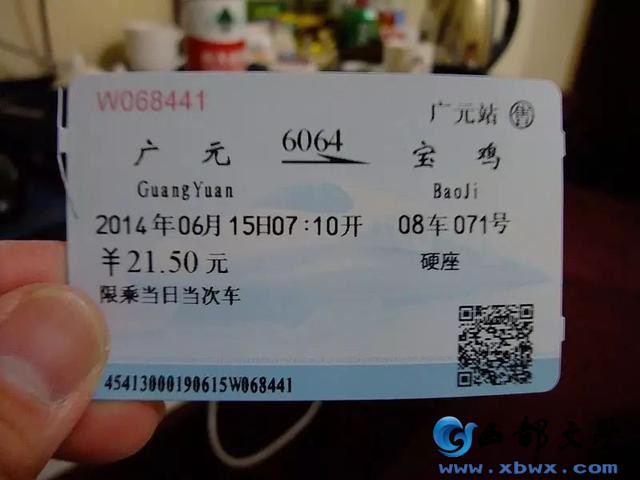 W068441
广元站 售
广元 6064 宝鸡
GuangYuan BaoJi
2014年06月15日07:10开 08车071号
￥21.50元 硬座
限乘当日当次车
45413000190615W068441
西部文学
www.xbwx.com